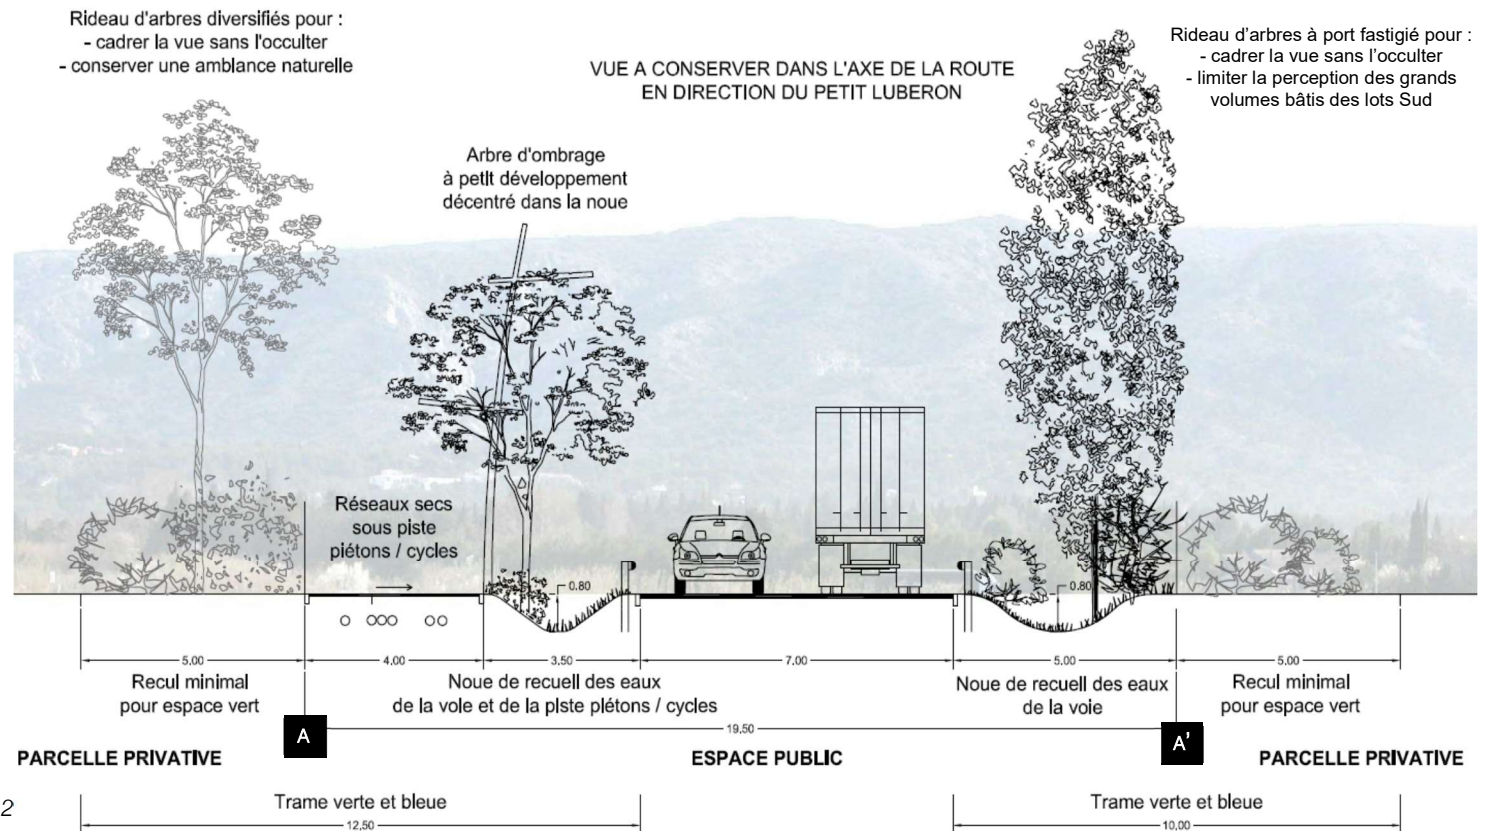 Rideau d'arbres diversifiés pour :
- cadrer la vue sans l'occulter
- conserver une ambiance naturelle
VUE A CONSERVER DANS L'AXE DE LA ROUTE
EN DIRECTION DU PETIT LUBERON
Rideau d'arbres à port fastigié pour :
- cadrer la vue sans l'occulter
- limiter la perception des grands
volumes bâtis des lots Sud
Arbre d'ombrage
à petit développement
décentré dans la noue
Réseaux secs
sous piste
piétons / cycles
0.80
0.80
5.00
4.00
3.50
7.00
5.00
5.00
Recul minimal
pour espace vert
Noue de recueil des eaux
de la voie et de la piste piétons / cycles
Noue de recueil des eaux
de la voie
Recul minimal
pour espace vert
A
19.50
A'
PARCELLE PRIVATIVE
ESPACE PUBLIC
PARCELLE PRIVATIVE
2
Trame verte et bleue
Trame verte et bleue
12,50
10,00